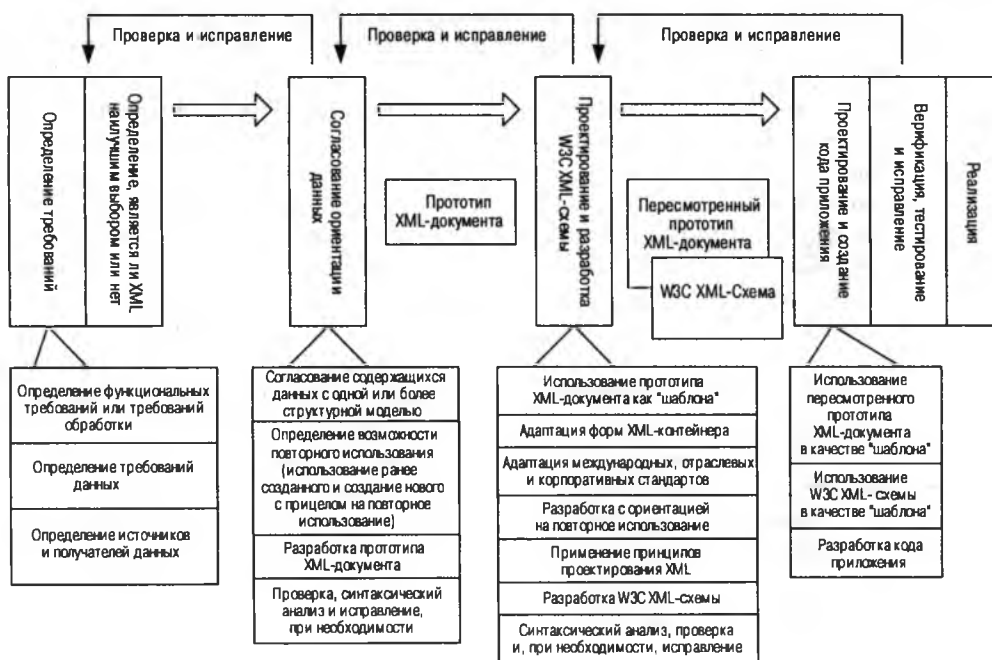 Проверка и исправление
Проверка и исправление
Проверка и исправление
Определение требований
Определение, является ли XML
наилучшим выбором или нет
Согласование ориентации
данных
Прототип
XML-документа
Проектирование и разработка
W3C XML-схемы
Пересмотренный
прототип
XML-документа
W3C XML-Схема
Проектирование и создание
кода приложения
Верификация, тестирование
и исправление
Реализация
Определение функциональных
требований или требований
обработки
Определение требований
данных
Определение источников
и получателей данных
Согласование содержащихся
данных с одной или более
структурной моделью
Определение возможности
повторного использования
(использование ранее
созданного и создание нового
с прицелом на повторное
использование)
Разработка прототипа
XML-документа
Проверка, синтаксический
анализ и исправление,
при необходимости
Использование прототипа
XML-документа как "шаблона"
Адаптация форм XML-контейнера
Адаптация международных, отраслевых
и корпоративных стандартов
Разработка с ориентацией
на повторное использование
Применение принципов
проектирования XML
Разработка W3C XML-схемы
Синтаксический анализ, проверка
и, при необходимости, исправление
Использование
пересмотренного
прототипа
XML-документа
в качестве "шаблона"
Использование
W3C XML- схемы
в качестве "шаблона"
Разработка кода
приложения